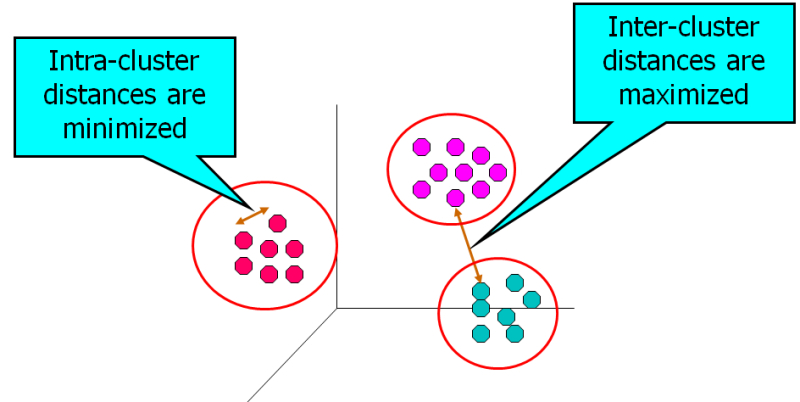 Intra-cluster
distances are
minimized
Inter-cluster
distances are
maximized